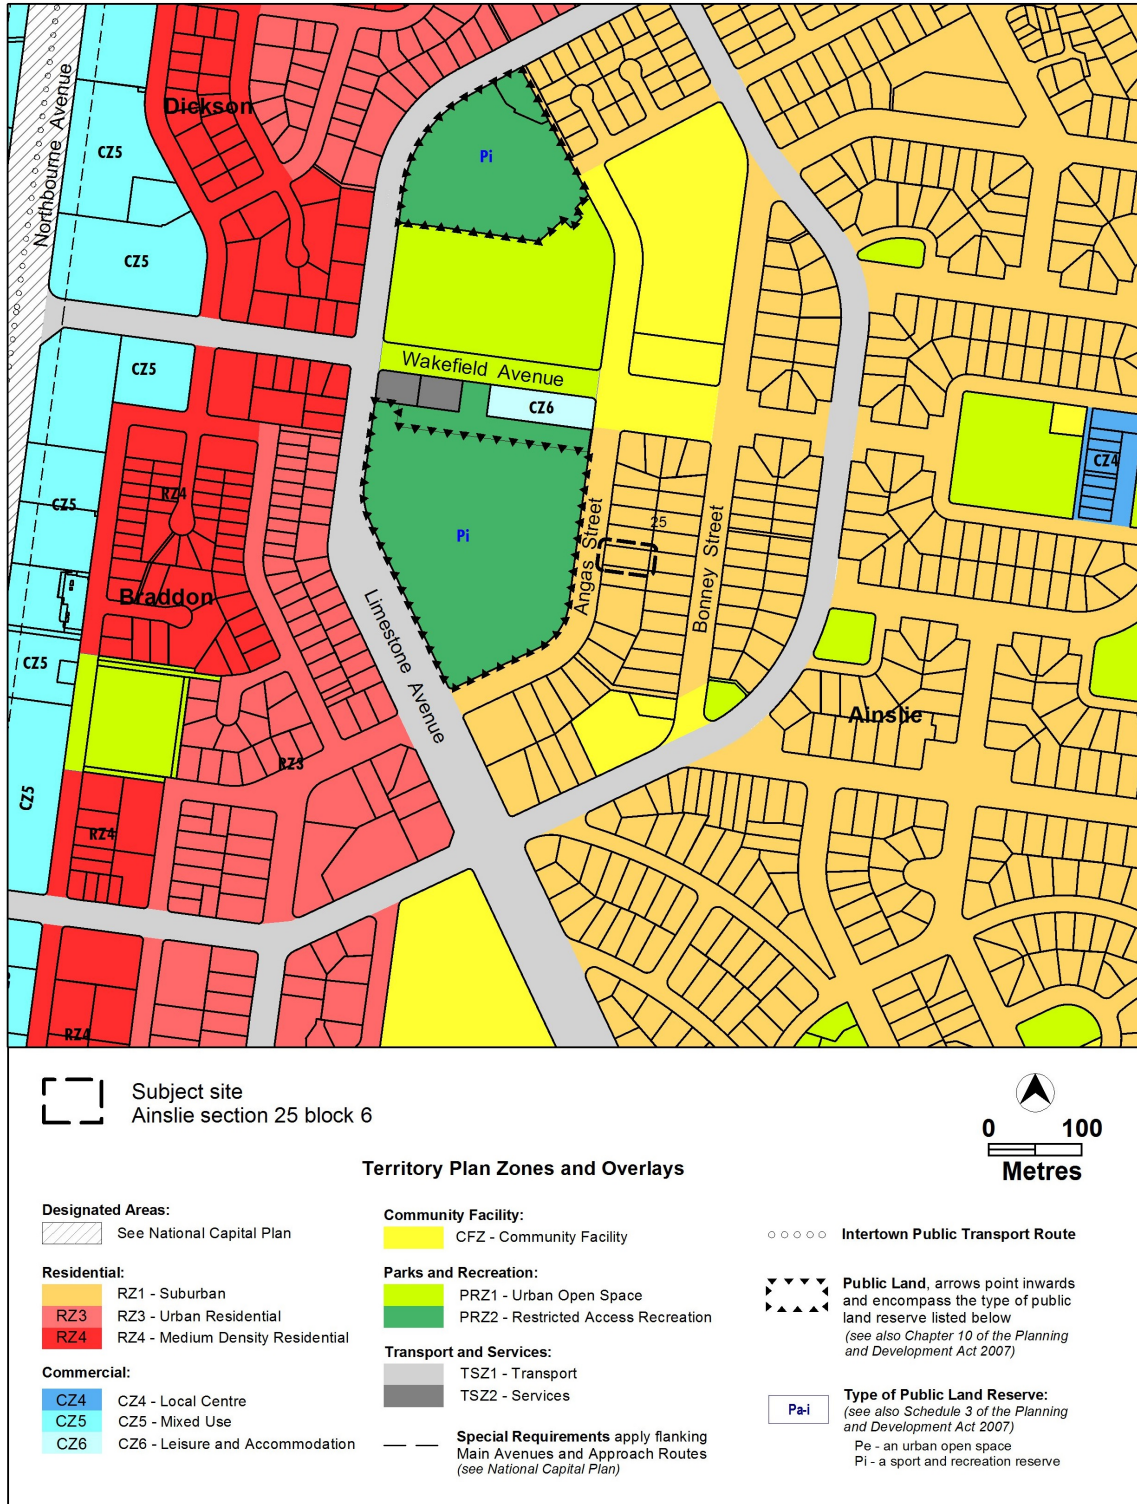 Northbourne Avenue
Dickson
CZ5
Pi
CZ5
Wakefield Avenue
CZ5
CZ6
CZ4
RZ4
CZ5
25
Pi
Angas Street
Bonney Street
Braddon
Limestone Avenue
CZ5
Ainslie
RZ3
CZ5
RZ4
RZ4
Subject site
Ainslie section 25 block 6
0 100
Metres
Territory Plan Zones and Overlays
Designated Areas:
See National Capital Plan
Residential:
RZ1 - Suburban
RZ3 RZ3 - Urban Residential
RZ4 RZ4 - Medium Density Residential
Commercial:
CZ4 CZ4 - Local Centre
CZ5 CZ5 - Mixed Use
CZ6 CZ6 - Leisure and Accommodation
Community Facility:
CFZ - Community Facility
Parks and Recreation:
PRZ1 - Urban Open Space
PRZ2 - Restricted Access Recreation
Transport and Services:
TSZ1 - Transport
TSZ2 - Services
Special Requirements apply flanking
Main Avenues and Approach Routes
(see National Capital Plan)
Intertown Public Transport Route
Public Land, arrows point inwards
and encompass the type of public
land reserve listed below
(see also Chapter 10 of the Planning
and Development Act 2007)
Pa-i
Type of Public Land Reserve:
(see also Schedule 3 of the Planning
and Development Act 2007)
Pe - an urban open space
Pi - a sport and recreation reserve